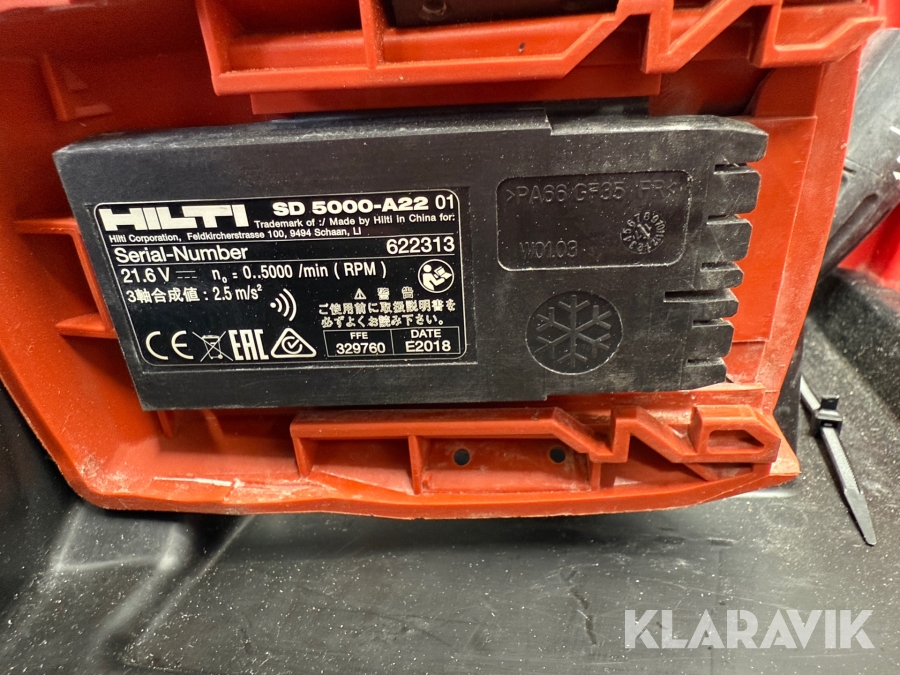 HILTI SD 5000-A22 01
Trademark of :/ Made by Hilti in China for:
Hilti Corporation, Feldkircherstrasse 100, 9494 Schaan, LI
Serial-Number 622313
21.6 V n₀ = 0..5000 /min ( RPM )
3軸合成値 : 2.5 m/s²
警 告
ご使用前に取扱説明書を
必ずよくお読み下さい。
CE EAC
FFE DATE
329760 E2018
>PA66 GF35 FR<
W0103
KLARAVIK